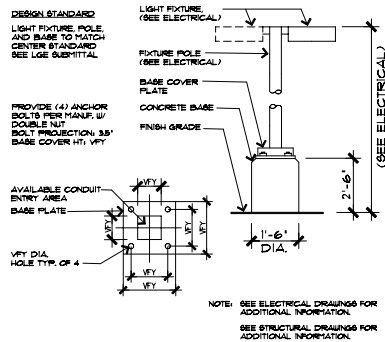 DESIGN STANDARD
LIGHT FIXTURE, POLE,
AND BASE TO MATCH
CENTER STANDARD
SEE LGE SUBMITTAL
PROVIDE (4) ANCHOR
BOLTS PER MANUF. W/
DOUBLE NUT
BOLT PROJECTION: 3.5"
BASE COVER HT: VFY
LIGHT FIXTURE,
(SEE ELECTRICAL)
FIXTURE POLE
(SEE ELECTRICAL)
BASE COVER
PLATE
CONCRETE BASE
FINISH GRADE
(SEE ELECTRICAL)
2'-6"
1'-6"
DIA.
AVAILABLE CONDUIT
ENTRY AREA
BASE PLATE
VFY DIA.
HOLE TYP. OF 4
VFY
VFY
VFY
VFY
VFY
VFY
NOTE: SEE ELECTRICAL DRAWINGS FOR
ADDITIONAL INFORMATION.
SEE STRUCTURAL DRAWINGS FOR
ADDITIONAL INFORMATION.